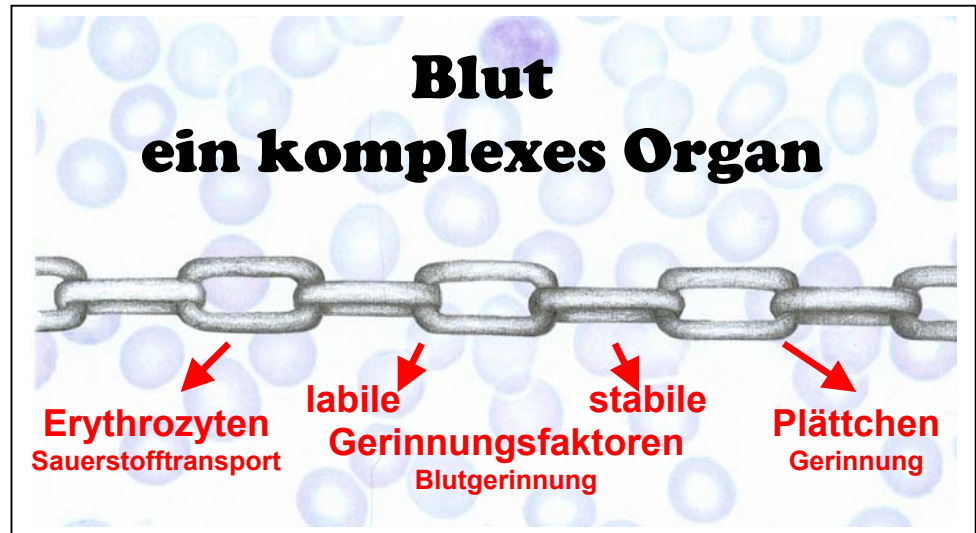 Blut
ein komplexes Organ
Erythrozyten
Sauerstofftransport
labile stabile
Gerinnungsfaktoren
Blutgerinnung
Plättchen
Gerinnung